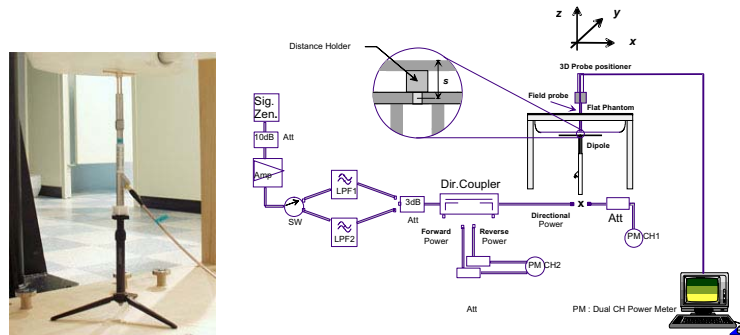 z
y
x
Distance Holder
s
3D Probe positioner
Field probe
Flat Phantom
Dipole
Sig.
Zen.
10dB
Att
Amp
SW
LPF1
LPF2
3dB
Att
Dir.Coupler
Forward
Power
Reverse
Power
Directional
Power
x
Att
PM
CH1
PM
CH2
Att
PM : Dual CH Power Meter